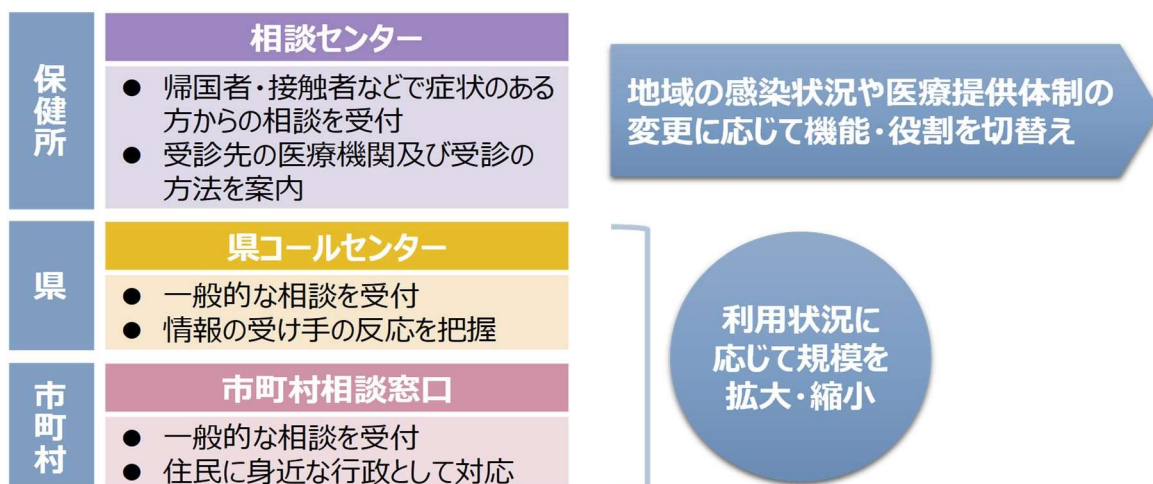 保健所
相談センター
● 帰国者・接触者などで症状のある
方からの相談を受付
● 受診先の医療機関及び受診の
方法を案内
地域の感染状況や医療提供体制の
変更に応じて機能・役割を切替え
県
県コールセンター
● 一般的な相談を受付
● 情報の受け手の反応を把握
市町村
市町村相談窓口
● 一般的な相談を受付
● 住民に身近な行政として対応
利用状況に
応じて規模を
拡大・縮小